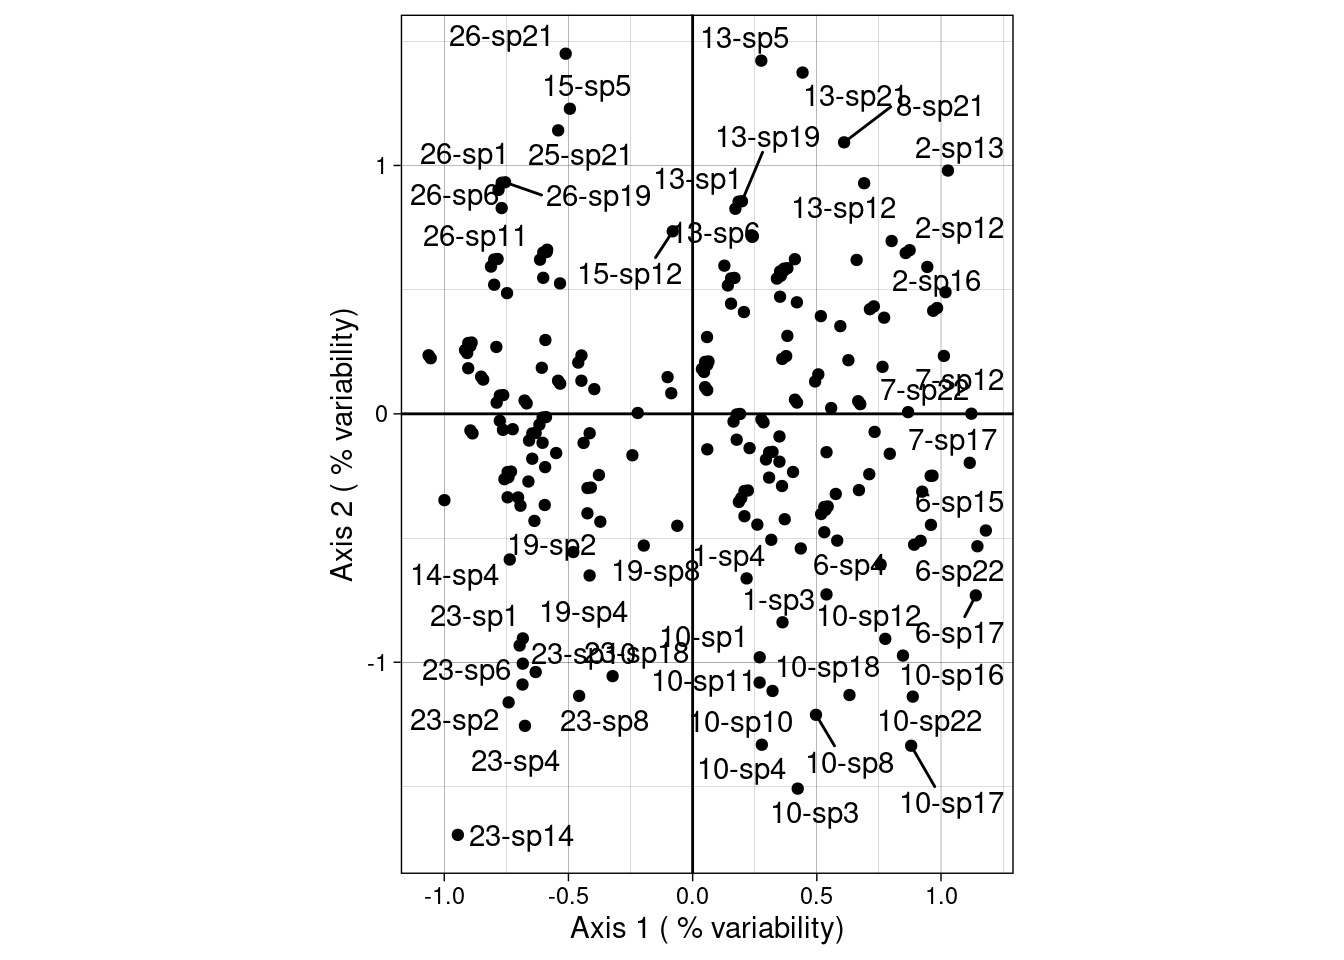 26-sp21
13-sp5
15-sp5
13-sp21
8-sp21
13-sp19
2-sp13
26-sp1
25-sp21
13-sp1
26-sp6
26-sp19
13-sp12
2-sp12
26-sp11
13-sp6
15-sp12
2-sp16
7-sp12
7-sp22
7-sp17
6-sp15
19-sp2
1-sp4
14-sp4
19-sp8
6-sp4
6-sp22
1-sp3
23-sp1
19-sp4
10-sp12
6-sp17
10-sp1
23-sp10
23-sp18
23-sp6
10-sp18
10-sp16
10-sp11
23-sp2
23-sp8
10-sp10
10-sp22
23-sp4
10-sp4
10-sp8
10-sp17
10-sp3
23-sp14
1
0
-1
-1.0
-0.5
0.0
0.5
1.0
Axis 1 ( % variability)
Axis 2 ( % variability)